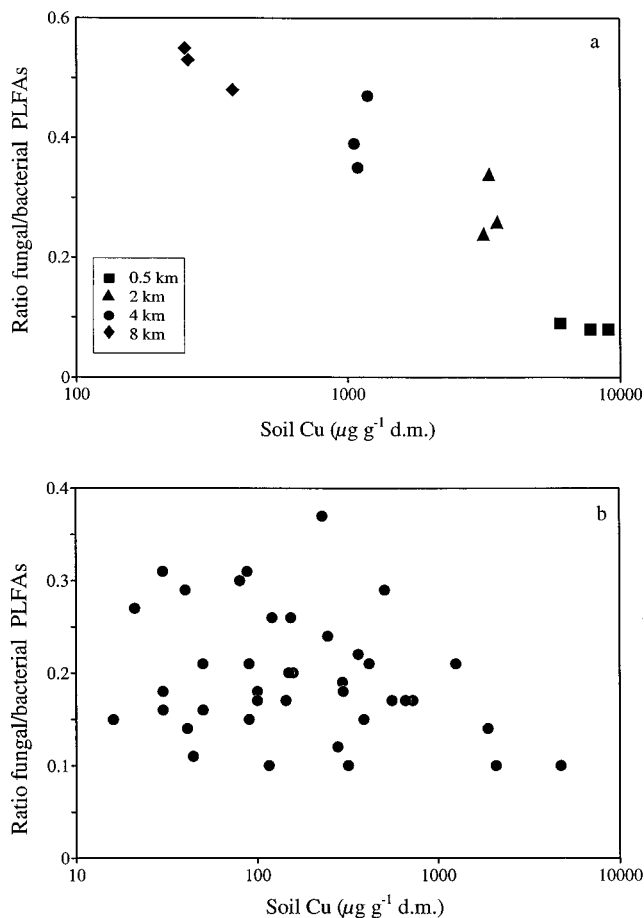 a
0.6
0.4
0.2
0
Ratio fungal/bacterial PLFAs
0.5 km
2 km
4 km
8 km
100
1000
10000
Soil Cu (µg g⁻¹ d.m.)
b
0.4
0.3
0.2
0.1
0
Ratio fungal/bacterial PLFAs
10
100
1000
10000
Soil Cu (µg g⁻¹ d.m.)